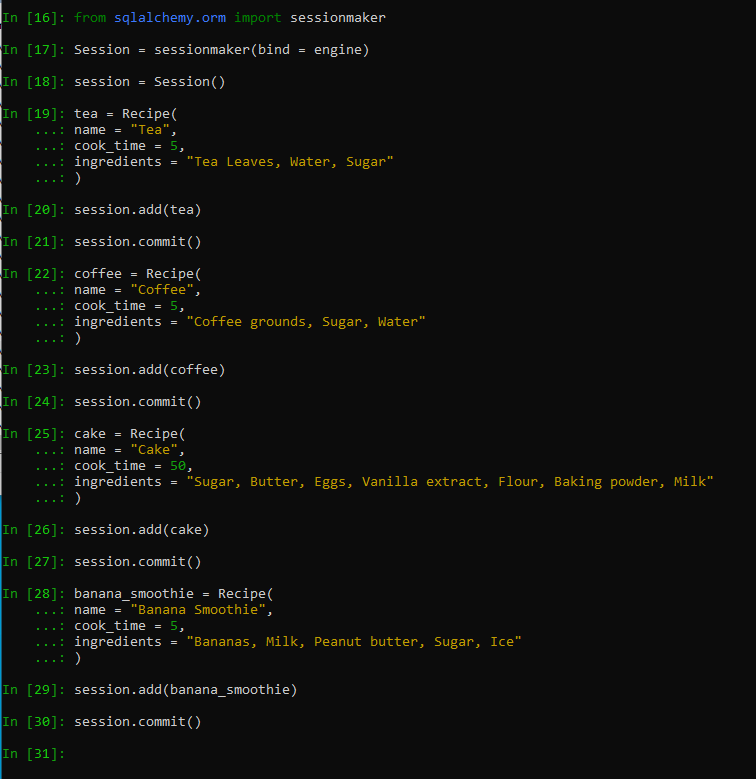 In [16]: from sqlalchemy.orm import sessionmaker
In [17]: Session = sessionmaker(bind = engine)
In [18]: session = Session()
In [19]: tea = Recipe(
    ...: name = "Tea",
    ...: cook_time = 5,
    ...: ingredients = "Tea Leaves, Water, Sugar"
    ...: )
In [20]: session.add(tea)
In [21]: session.commit()
In [22]: coffee = Recipe(
    ...: name = "Coffee",
    ...: cook_time = 5,
    ...: ingredients = "Coffee grounds, Sugar, Water"
    ...: )
In [23]: session.add(coffee)
In [24]: session.commit()
In [25]: cake = Recipe(
    ...: name = "Cake",
    ...: cook_time = 50,
    ...: ingredients = "Sugar, Butter, Eggs, Vanilla extract, Flour, Baking powder, Milk"
    ...: )
In [26]: session.add(cake)
In [27]: session.commit()
In [28]: banana_smoothie = Recipe(
    ...: name = "Banana Smoothie",
    ...: cook_time = 5,
    ...: ingredients = "Bananas, Milk, Peanut butter, Sugar, Ice"
    ...: )
In [29]: session.add(banana_smoothie)
In [30]: session.commit()
In [31]: